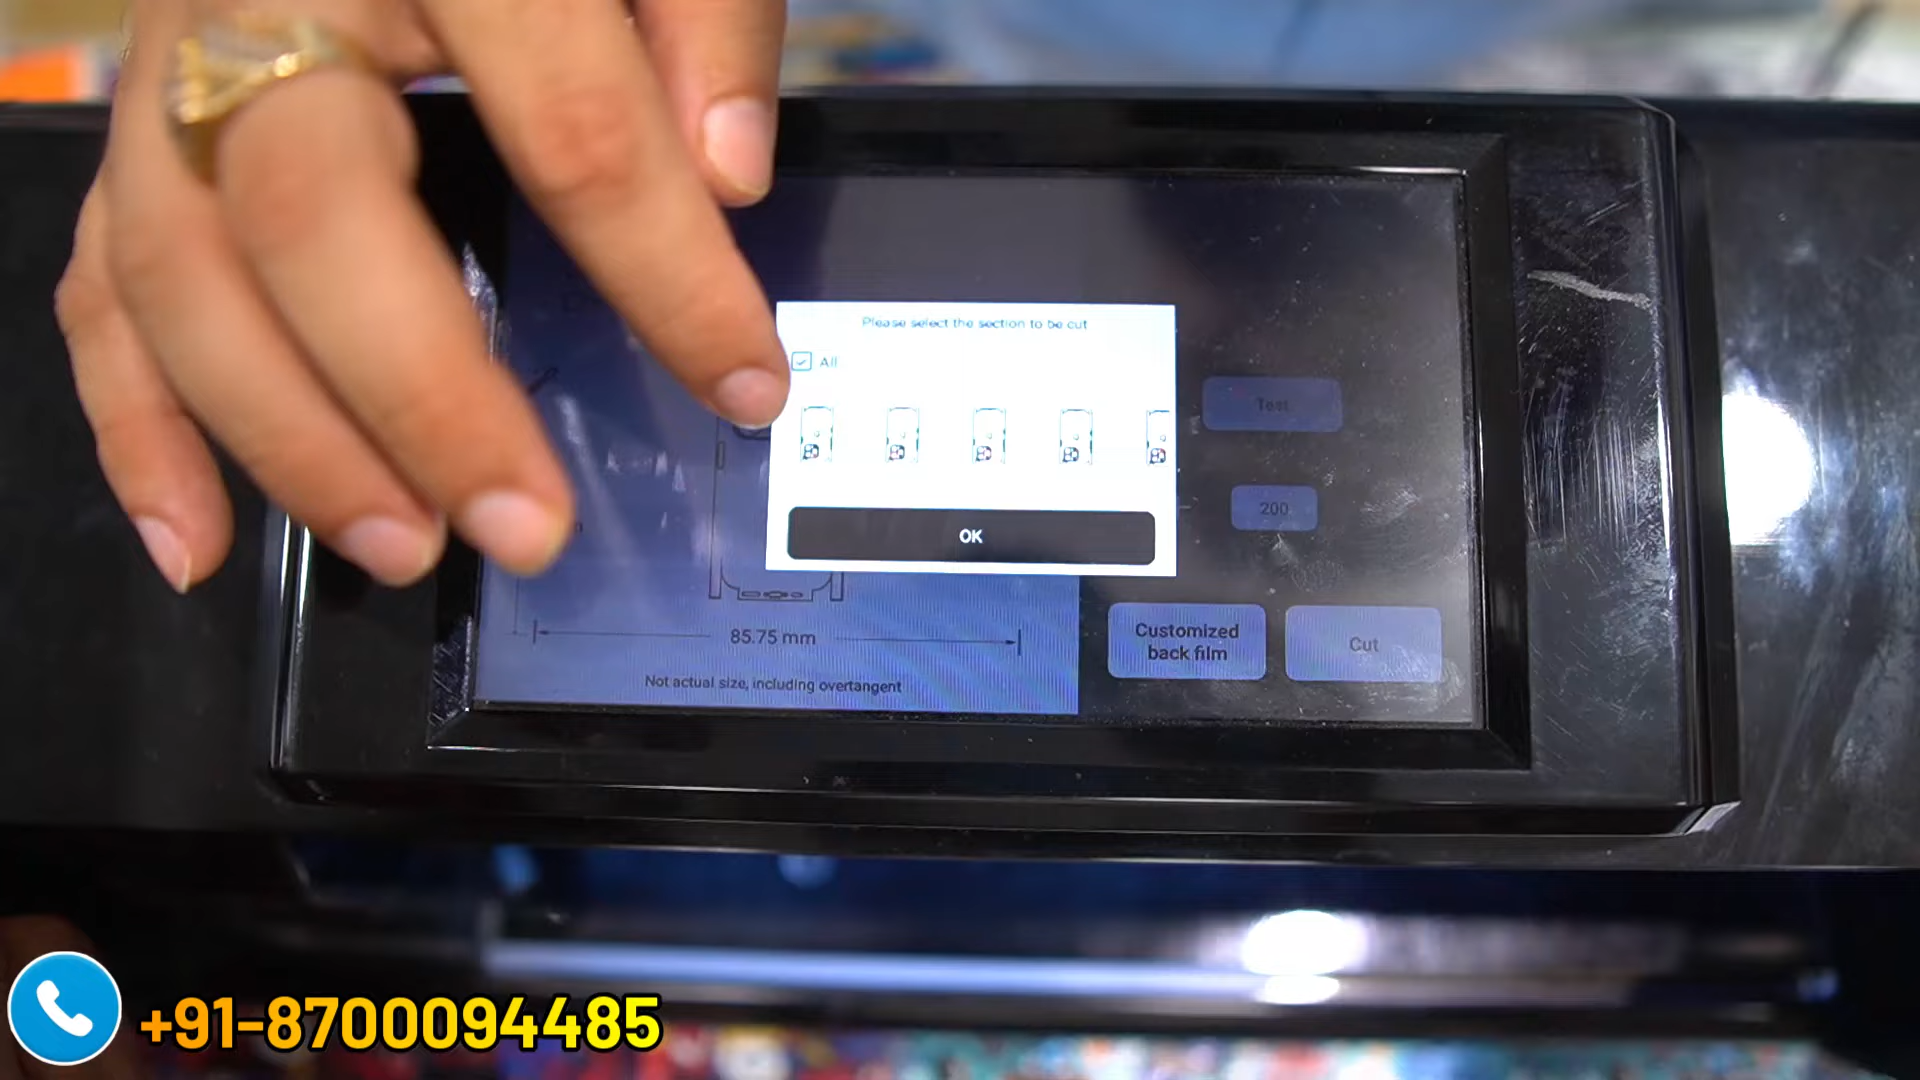 Please select the section to be cut
All
OK
Test
200
Customized
back film
Cut
85.75 mm
Not actual size, including overtangent
+91-8700094485